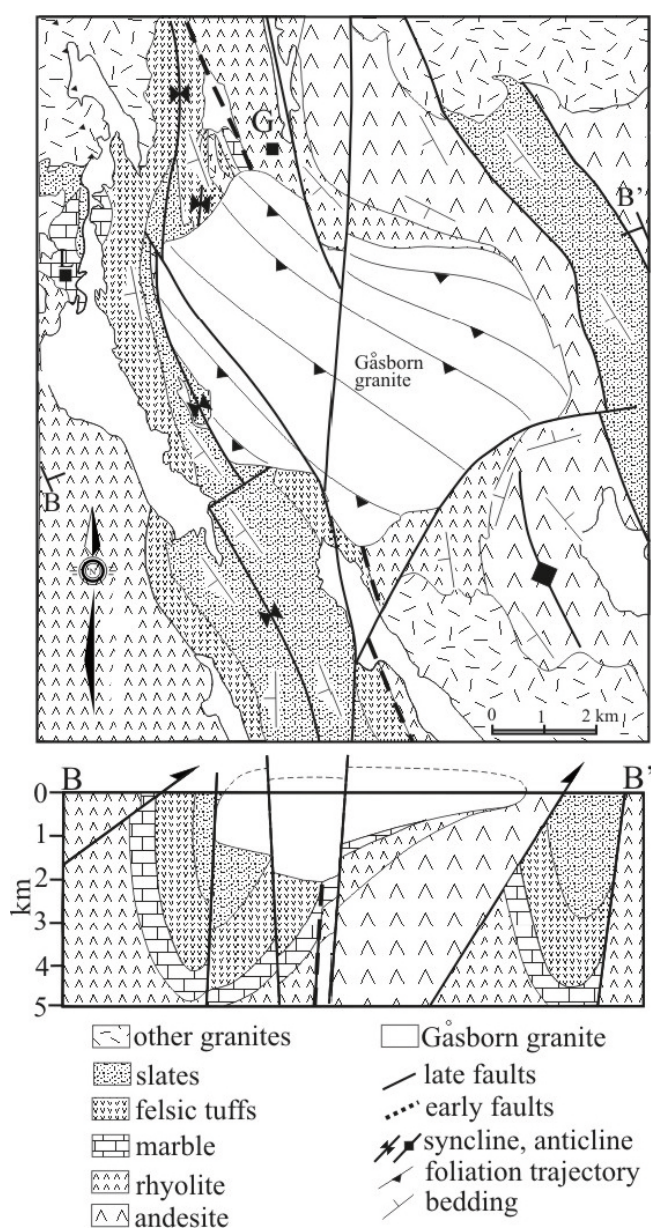 G
B'
Gåsborn
granite
B
N
0 1 2 km
B B'
0
1
2
3
4
5
km
other granites
slates
felsic tuffs
marble
rhyolite
andesite
Gåsborn granite
late faults
early faults
syncline, anticline
foliation trajectory
bedding